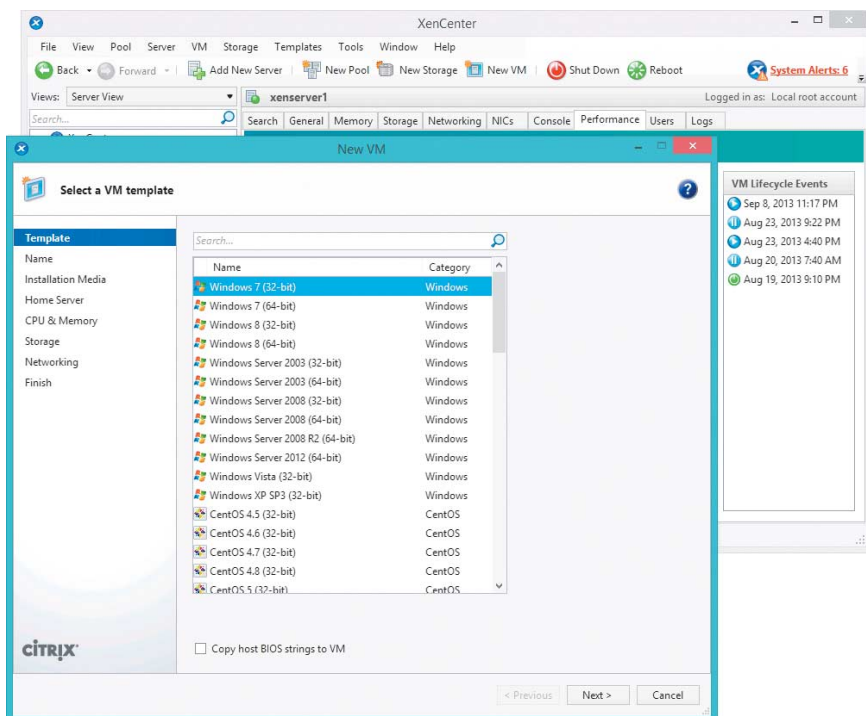 XenCenter
File View Pool Server VM Storage Templates Tools Window Help
Back Forward Add New Server New Pool New Storage New VM Shut Down Reboot System Alerts: 6
Views: Server View xenserver1 Logged in as: Local root account
Search... Search General Memory Storage Networking NICs Console Performance Users Logs
New VM
Select a VM template
Template
Name
Installation Media
Home Server
CPU & Memory
Storage
Networking
Finish
Search...
Name Category
Windows 7 (32-bit) Windows
Windows 7 (64-bit) Windows
Windows 8 (32-bit) Windows
Windows 8 (64-bit) Windows
Windows Server 2003 (32-bit) Windows
Windows Server 2003 (64-bit) Windows
Windows Server 2008 (32-bit) Windows
Windows Server 2008 (64-bit) Windows
Windows Server 2008 R2 (64-bit) Windows
Windows Server 2012 (64-bit) Windows
Windows Vista (32-bit) Windows
Windows XP SP3 (32-bit) Windows
CentOS 4.5 (32-bit) CentOS
CentOS 4.6 (32-bit) CentOS
CentOS 4.7 (32-bit) CentOS
CentOS 4.8 (32-bit) CentOS
CentOS 5 (32-bit) CentOS
Copy host BIOS strings to VM
CITRIX
< Previous Next > Cancel
VM Lifecycle Events
Sep 8, 2013 11:17 PM
Aug 23, 2013 9:22 PM
Aug 23, 2013 4:40 PM
Aug 20, 2013 7:40 AM
Aug 19, 2013 9:10 PM